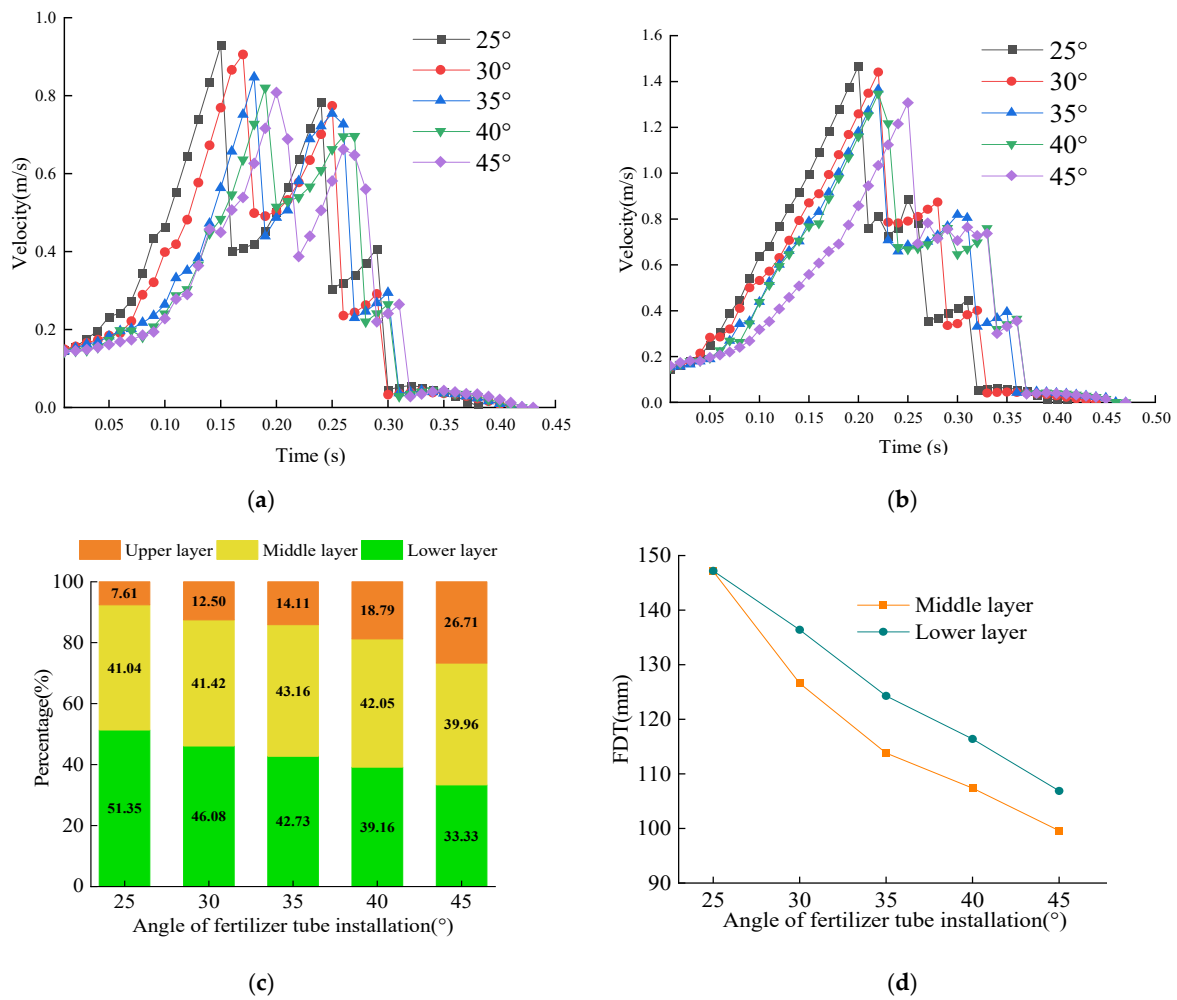 1.0
0.8
0.6
0.4
0.2
0.0
Velocity(m/s)
25°
30°
35°
40°
45°
0.05 0.10 0.15 0.20 0.25 0.30 0.35 0.40 0.45
Time (s)
(a)
1.6
1.4
1.2
1.0
0.8
0.6
0.4
0.2
0.0
Velocity(m/s)
25°
30°
35°
40°
45°
0.05 0.10 0.15 0.20 0.25 0.30 0.35 0.40 0.45 0.50
Time (s)
(b)
Upper layer Middle layer Lower layer
100
80
60
40
20
0
Percentage(%)
7.61 12.50 14.11 18.79 26.71
41.04 41.42 43.16 42.05 39.96
51.35 46.08 42.73 39.16 33.33
25 30 35 40 45
Angle of fertilizer tube installation(°)
(c)
150
140
130
120
110
100
90
FDT(mm)
Middle layer
Lower layer
25 30 35 40 45
Angle of fertilizer tube installation(°)
(d)